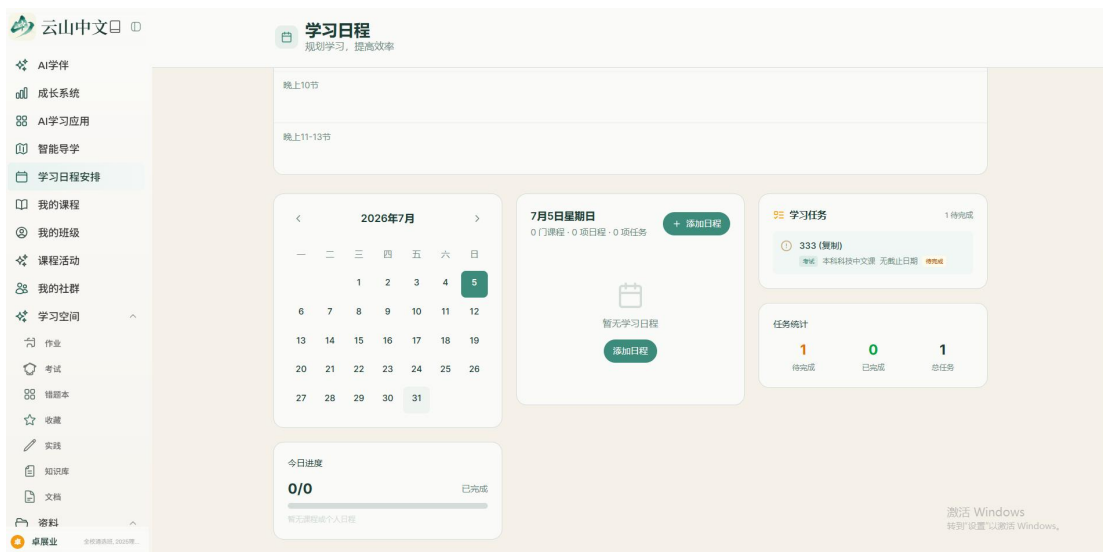 云山中文
学习日程
规划学习，提高效率
AI学伴
成长系统
AI学习应用
智能导学
学习日程安排
我的课程
我的班级
课程活动
我的社群
学习空间
作业
考试
错题本
收藏
实践
知识库
文档
资料
卓展业
晚上10节
晚上11-13节
2026年7月
一 二 三 四 五 六 日
1 2 3 4 5
6 7 8 9 10 11 12
13 14 15 16 17 18 19
20 21 22 23 24 25 26
27 28 29 30 31
7月5日星期日
0 门课程 · 0 项日程 · 0 项任务
+ 添加日程
暂无学习日程
添加日程
学习任务
1 待完成
333 (复制)
考试 本科科技中文课 无截止日期 待完成
任务统计
1 0 1
待完成 已完成 总任务
今日进度
0/0 已完成
暂无课程或个人日程
激活 Windows
转到"设置"以激活 Windows。